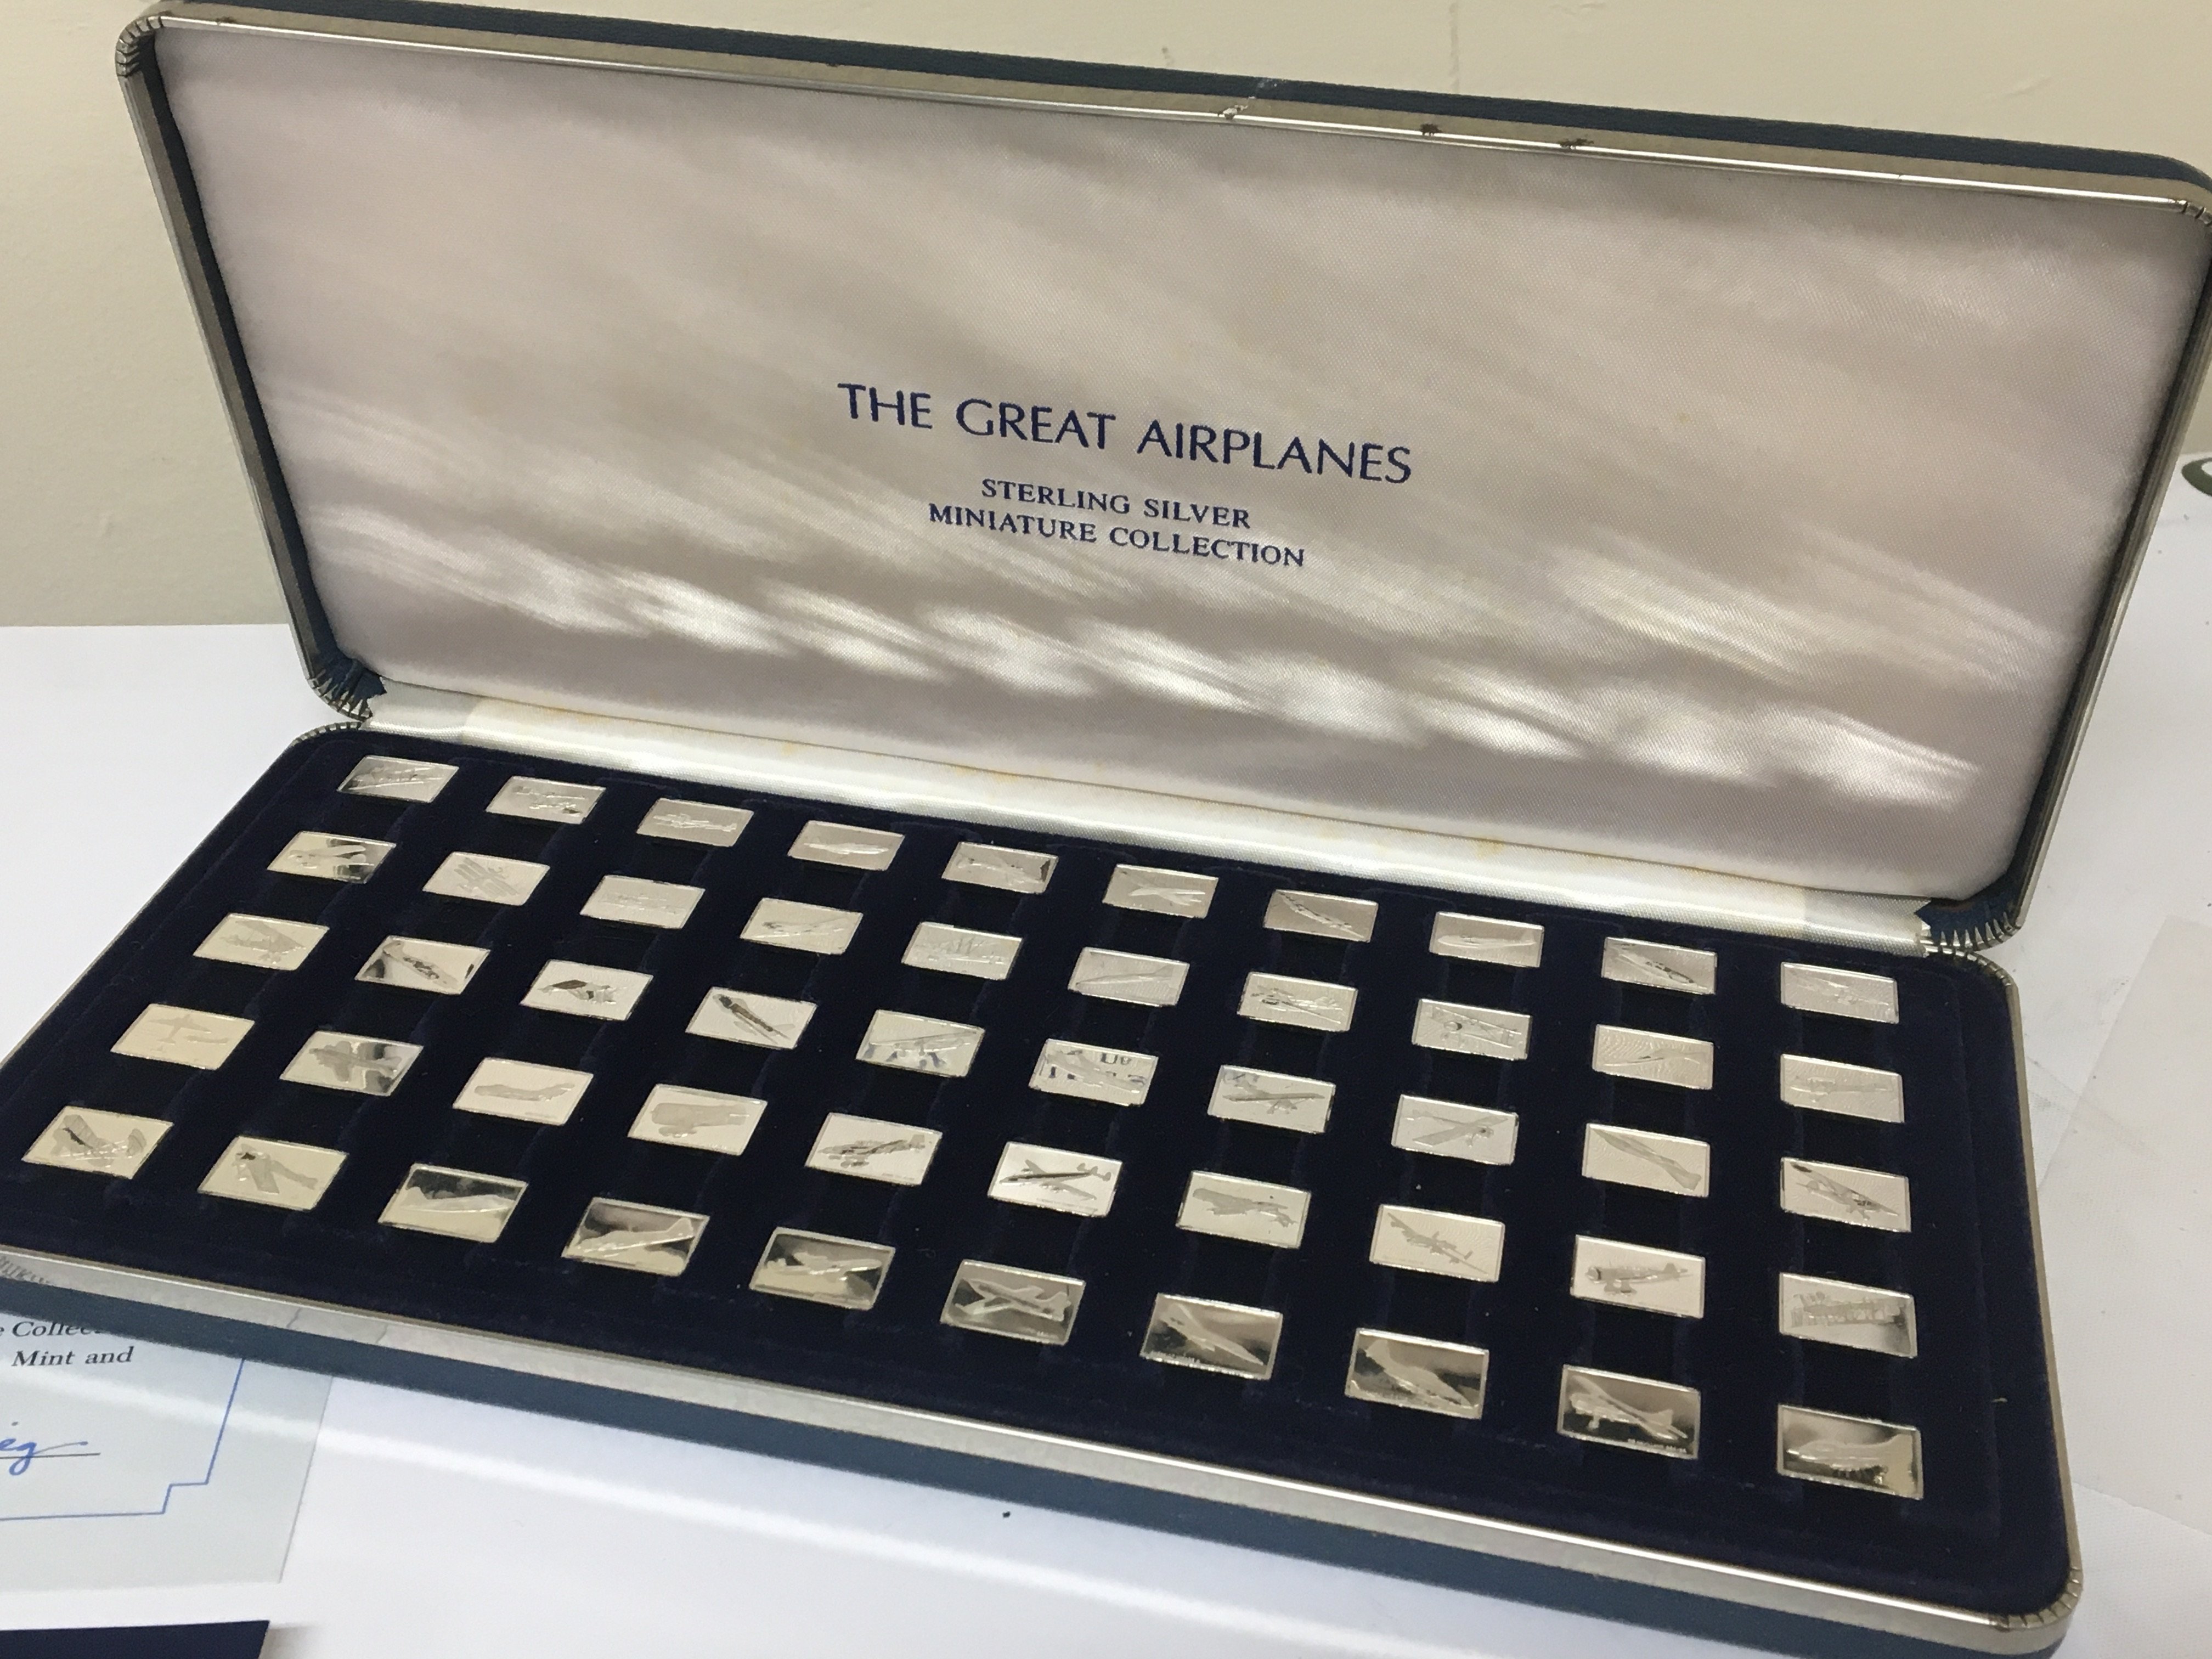 THE GREAT AIRPLANES
STERLING SILVER
MINIATURE COLLECTION
Mint and